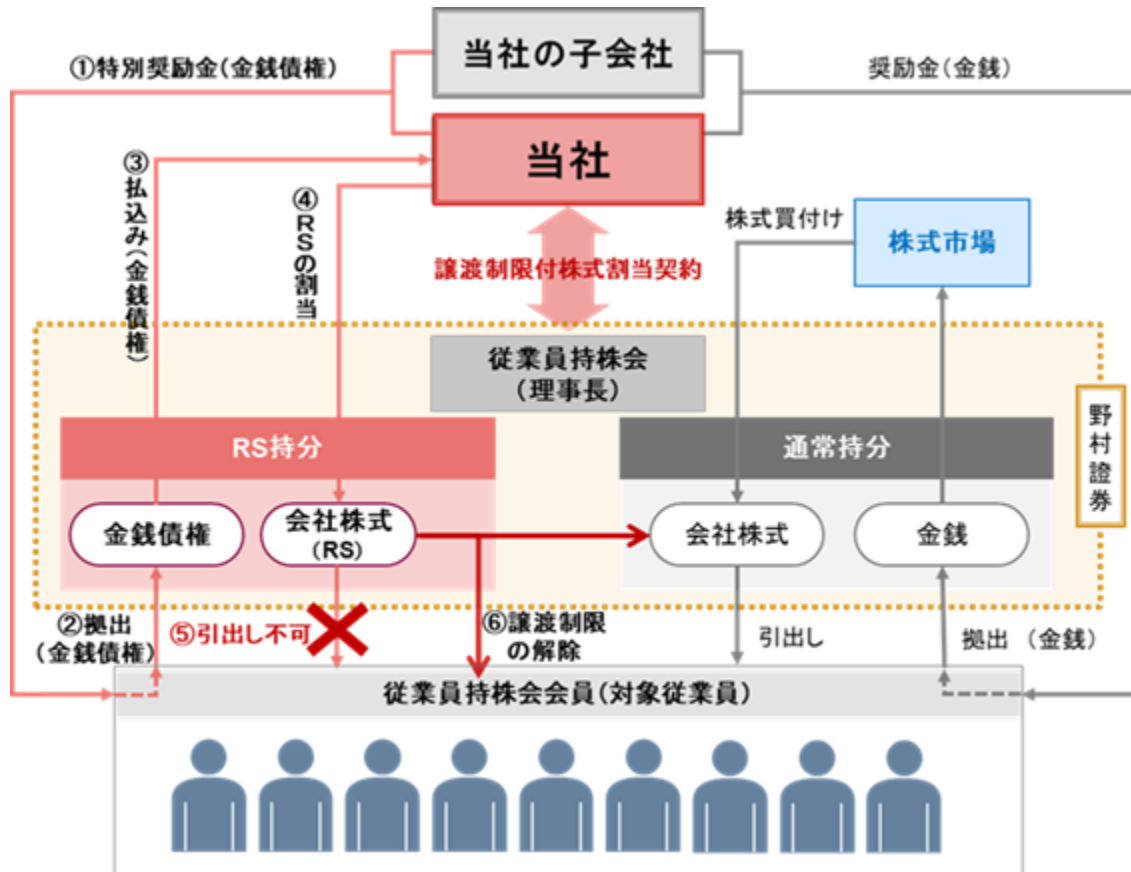 当社の子会社
①特別奨励金(金銭債権)
奨励金(金銭)
当社
③払込み(金銭債権)
④RSの割当
株式買付け
株式市場
譲渡制限付株式割当契約
従業員持株会
(理事長)
野村證券
RS持分
通常持分
金銭債権
会社株式
(RS)
会社株式
金銭
②拠出
(金銭債権)
⑤引出し不可
⑥譲渡制限
の解除
引出し
拠出 (金銭)
従業員持株会会員(対象従業員)